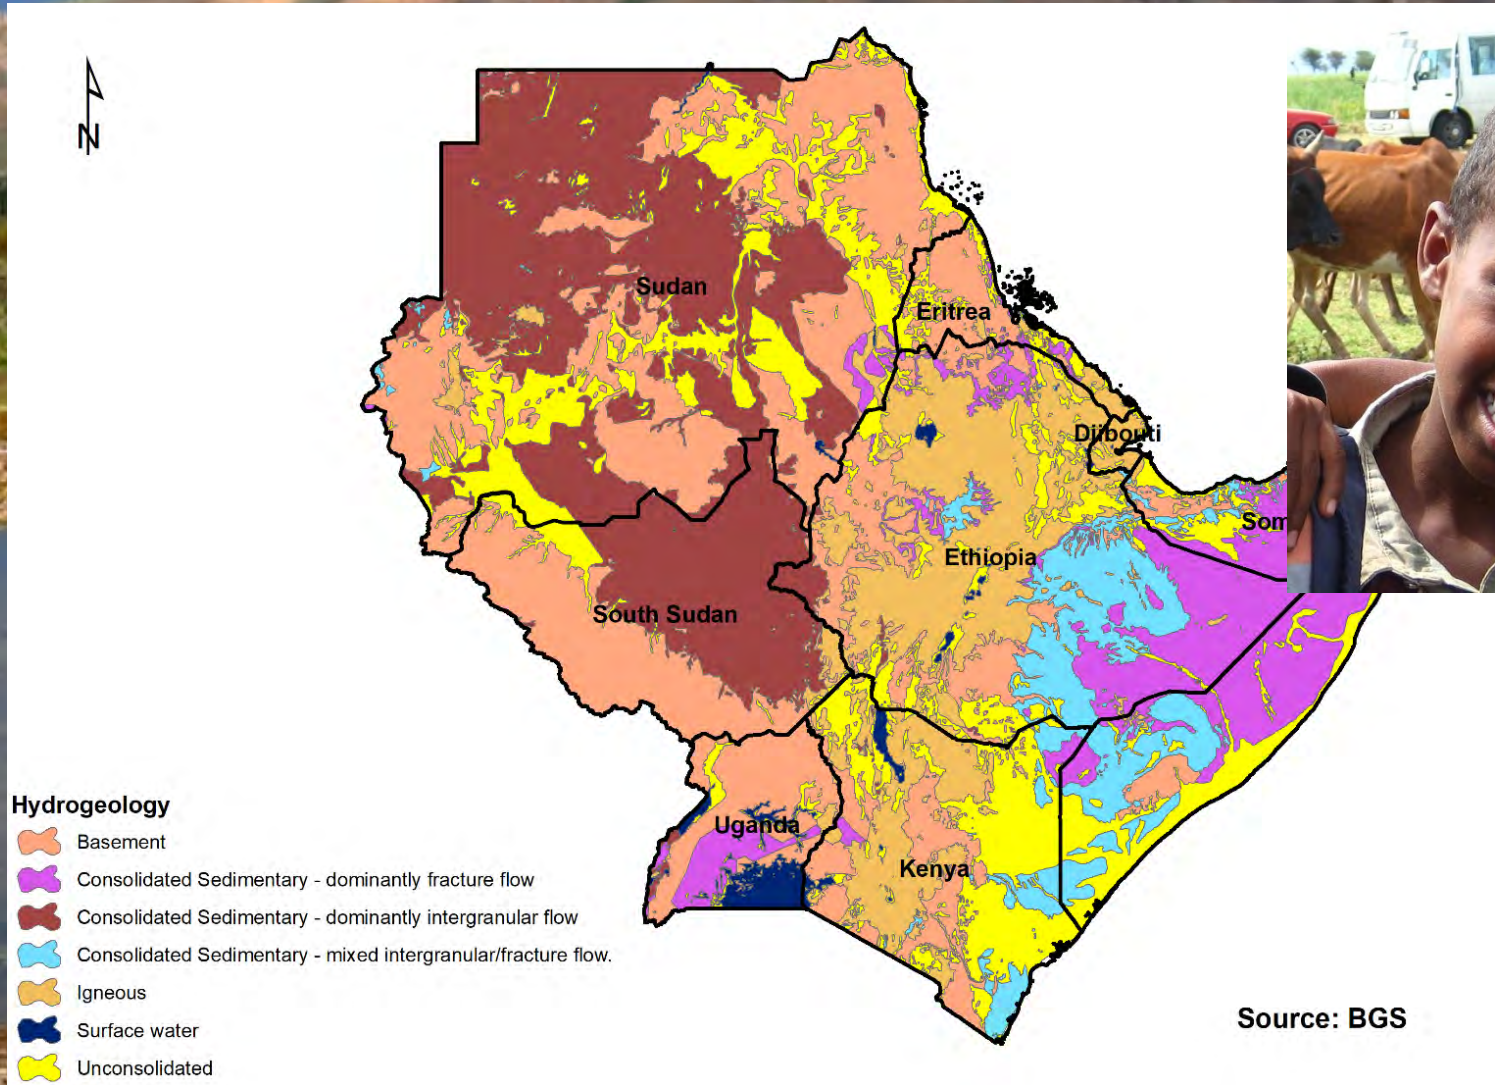 N
Sudan
Eritrea
Djibouti
Som
Ethiopia
South Sudan
Uganda
Kenya
Hydrogeology
Basement
Consolidated Sedimentary - dominantly fracture flow
Consolidated Sedimentary - dominantly intergranular flow
Consolidated Sedimentary - mixed intergranular/fracture flow.
Igneous
Surface water
Unconsolidated
Source: BGS